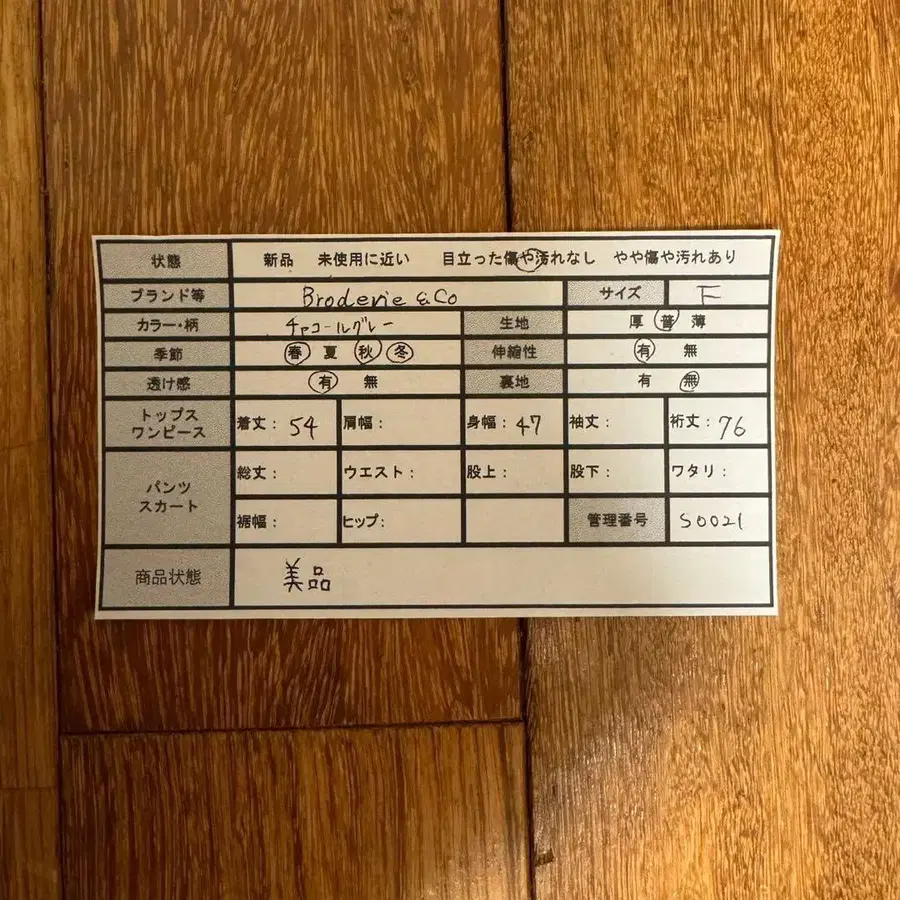 状態 新品 未使用に近い 目立った傷や汚れなし やや傷や汚れあり
ブランド等 Broderie & Co サイズ F
カラー・柄 チャコールグレー 生地 厚 普 薄
季節 春 夏 秋 冬 伸縮性 有 無
透け感 有 無 裏地 有 無
トップス
ワンピース 着丈: 54 肩幅: 身幅: 47 袖丈: 裄丈: 76
パンツ
スカート
総丈: ウエスト: 股上: 股下: ワタリ:
裾幅: ヒップ: 管理番号 S0021
商品状態 美品